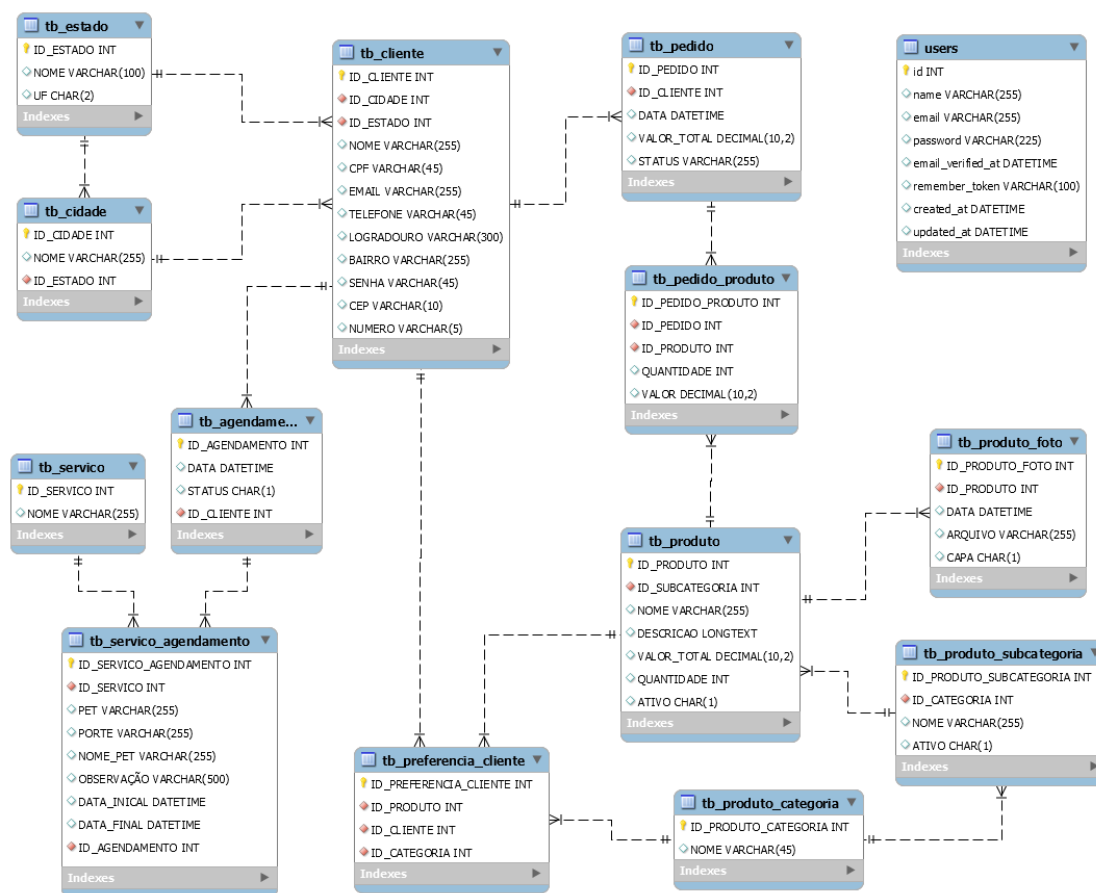 tb_estado
ID_ESTADO INT
NOME VARCHAR(100)
UF CHAR(2)
Indexes
tb_cidade
ID_CIDADE INT
NOME VARCHAR(255)
ID_ESTADO INT
Indexes
tb_cliente
ID_CLIENTE INT
ID_CIDADE INT
ID_ESTADO INT
NOME VARCHAR(255)
CPF VARCHAR(45)
EMAIL VARCHAR(255)
TELEFONE VARCHAR(45)
LOGRADOURO VARCHAR(300)
BAIRRO VARCHAR(255)
SENHA VARCHAR(45)
CEP VARCHAR(10)
NUMERO VARCHAR(5)
Indexes
tb_pedido
ID_PEDIDO INT
ID_CLIENTE INT
DATA DATETIME
VALOR_TOTAL DECIMAL(10,2)
STATUS VARCHAR(255)
Indexes
users
id INT
name VARCHAR(255)
email VARCHAR(255)
password VARCHAR(225)
email_verified_at DATETIME
remember_token VARCHAR(100)
created_at DATETIME
updated_at DATETIME
Indexes
tb_pedido_produto
ID_PEDIDO_PRODUTO INT
ID_PEDIDO INT
ID_PRODUTO INT
QUANTIDADE INT
VALOR DECIMAL(10,2)
Indexes
tb_agendame...
ID_AGENDAMENTO INT
DATA DATETIME
STATUS CHAR(1)
ID_CLIENTE INT
Indexes
tb_servico
ID_SERVICO INT
NOME VARCHAR(255)
Indexes
tb_servico_agendamento
ID_SERVICO_AGENDAMENTO INT
ID_SERVICO INT
PET VARCHAR(255)
PORTE VARCHAR(255)
NOME_PET VARCHAR(255)
OBSERVAÇÃO VARCHAR(500)
DATA_INICAL DATETIME
DATA_FINAL DATETIME
ID_AGENDAMENTO INT
Indexes
tb_produto
ID_PRODUTO INT
ID_SUBCATEGORIA INT
NOME VARCHAR(255)
DESCRICAO LONGTEXT
VALOR_TOTAL DECIMAL(10,2)
QUANTIDADE INT
ATIVO CHAR(1)
Indexes
tb_produto_foto
ID_PRODUTO_FOTO INT
ID_PRODUTO INT
DATA DATETIME
ARQUIVO VARCHAR(255)
CAPA CHAR(1)
Indexes
tb_produto_subcategoria
ID_PRODUTO_SUBCATEGORIA INT
ID_CATEGORIA INT
NOME VARCHAR(255)
ATIVO CHAR(1)
Indexes
tb_preferencia_cliente
ID_PREFERENCIA_CLIENTE INT
ID_PRODUTO INT
ID_CLIENTE INT
ID_CATEGORIA INT
Indexes
tb_produto_categoria
ID_PRODUTO_CATEGORIA INT
NOME VARCHAR(45)
Indexes